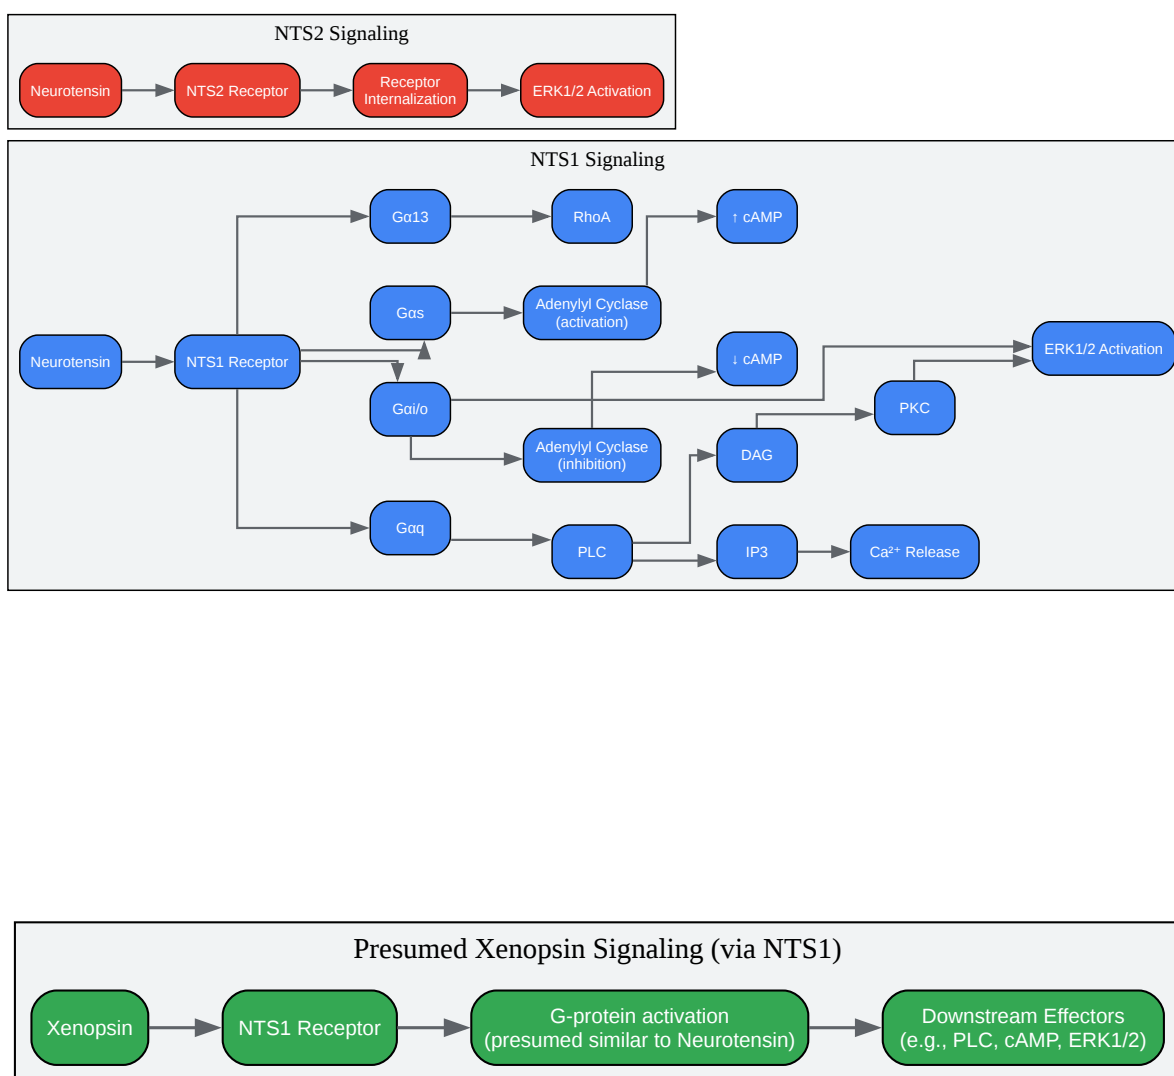 NTS2 Signaling
Neurotensin
NTS2 Receptor
Receptor
Internalization
ERK1/2 Activation
NTS1 Signaling
Gα13
RhoA
↑ cAMP
Gαs
Adenylyl Cyclase
(activation)
Neurotensin
NTS1 Receptor
↓ cAMP
ERK1/2 Activation
Gαi/o
PKC
Adenylyl Cyclase
(inhibition)
DAG
Gαq
PLC
IP3
Ca²⁺ Release
Presumed Xenopsin Signaling (via NTS1)
Xenopsin
NTS1 Receptor
G-protein activation
(presumed similar to Neurotensin)
Downstream Effectors
(e.g., PLC, cAMP, ERK1/2)